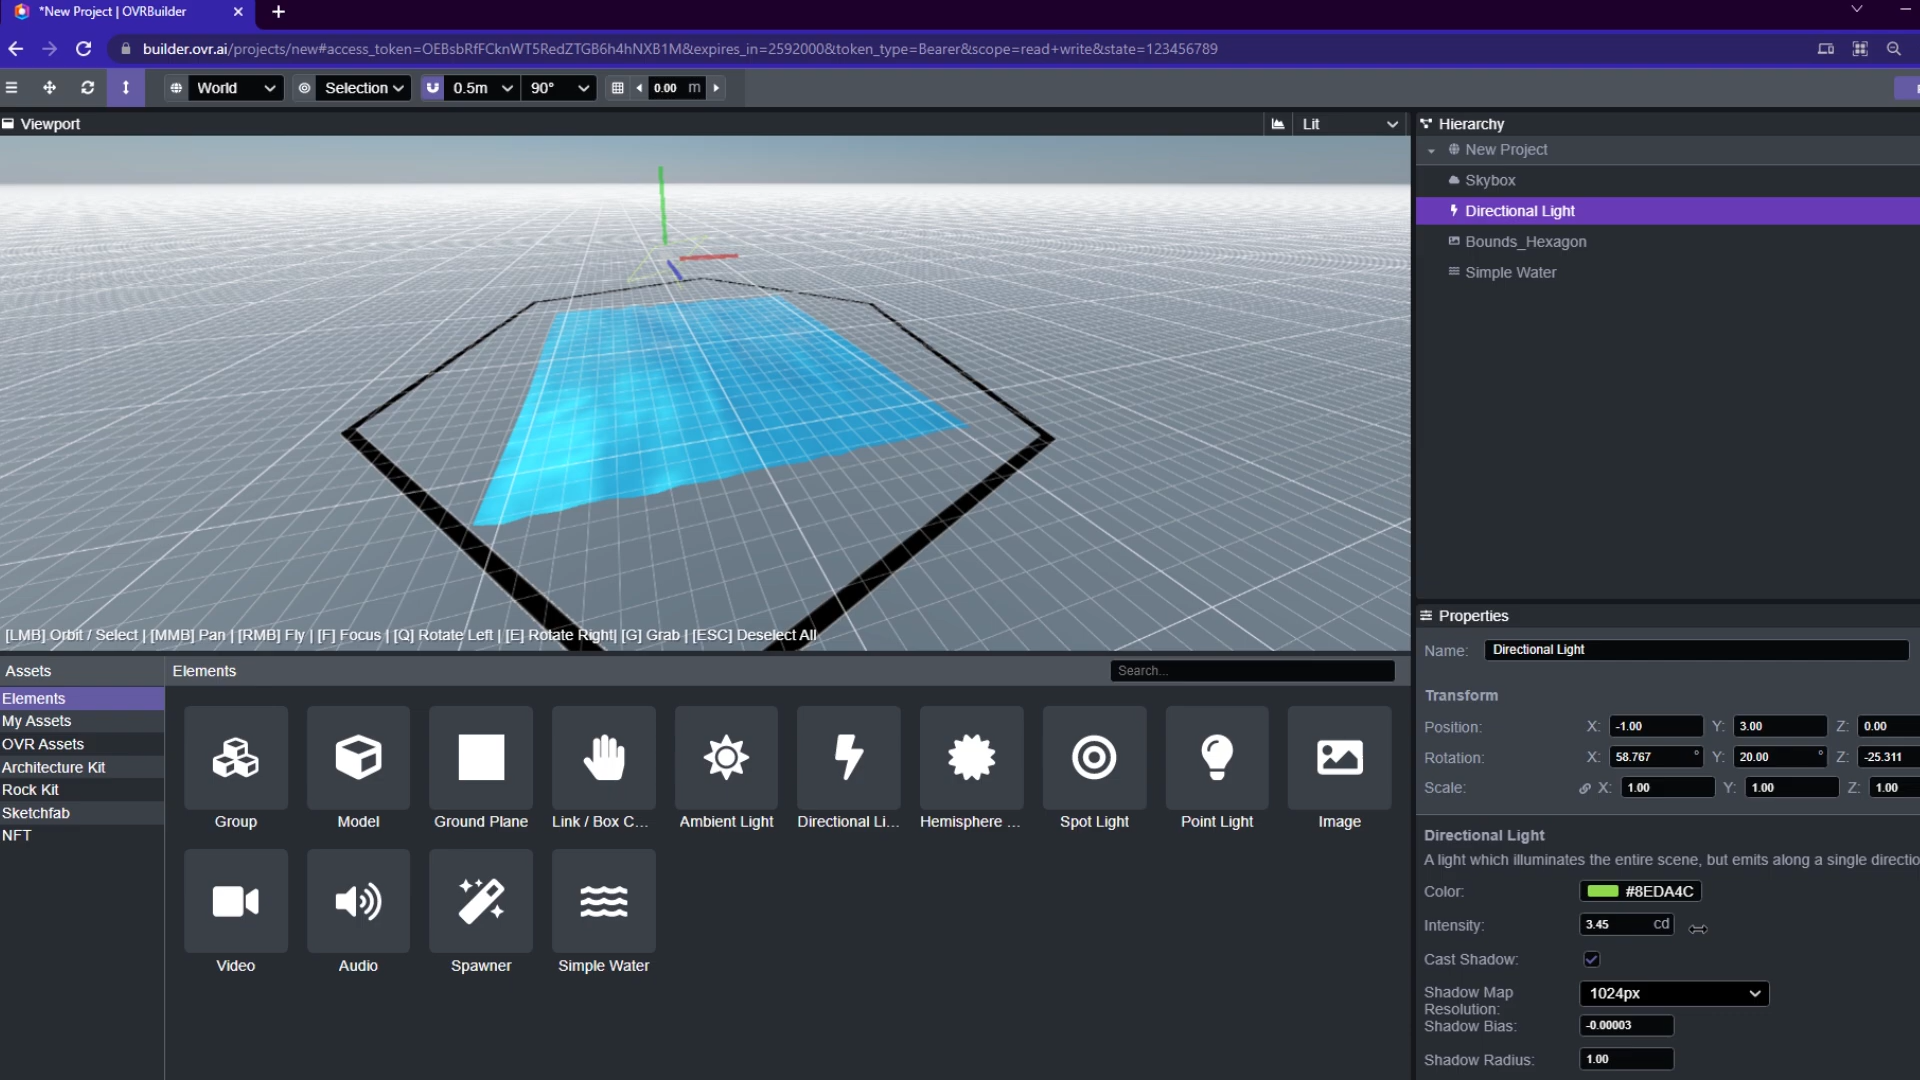 *New Project | OVRBuilder
builder.ovr.ai/projects/new#access_token=OEBsbRfFCknWT5RedZTGB6h4hNXB1M&expires_in=2592000&token_type=Bearer&scope=read+write&state=123456789
World
Selection
0.5m
90°
0.00 m
Viewport
Lit
Hierarchy
New Project
Skybox
Directional Light
Bounds_Hexagon
Simple Water
[LMB] Orbit / Select | [MMB] Pan | [RMB] Fly | [F] Focus | [Q] Rotate Left | [E] Rotate Right| [G] Grab | [ESC] Deselect All
Properties
Name: Directional Light
Transform
Position: X: -1.00 Y: 3.00 Z: 0.00
Rotation: X: 58.767 ° Y: 20.00 ° Z: -25.311
Scale: X: 1.00 Y: 1.00 Z: 1.00
Directional Light
A light which illuminates the entire scene, but emits along a single directio
Color: #8EDA4C
Intensity: 3.45 cd
Cast Shadow:
Shadow Map
Resolution: 1024px
Shadow Bias: -0.00003
Shadow Radius: 1.00
Assets
Elements
My Assets
OVR Assets
Architecture Kit
Rock Kit
Sketchfab
NFT
Elements
Search...
Group
Model
Ground Plane
Link / Box C...
Ambient Light
Directional Li...
Hemisphere ...
Spot Light
Point Light
Image
Video
Audio
Spawner
Simple Water